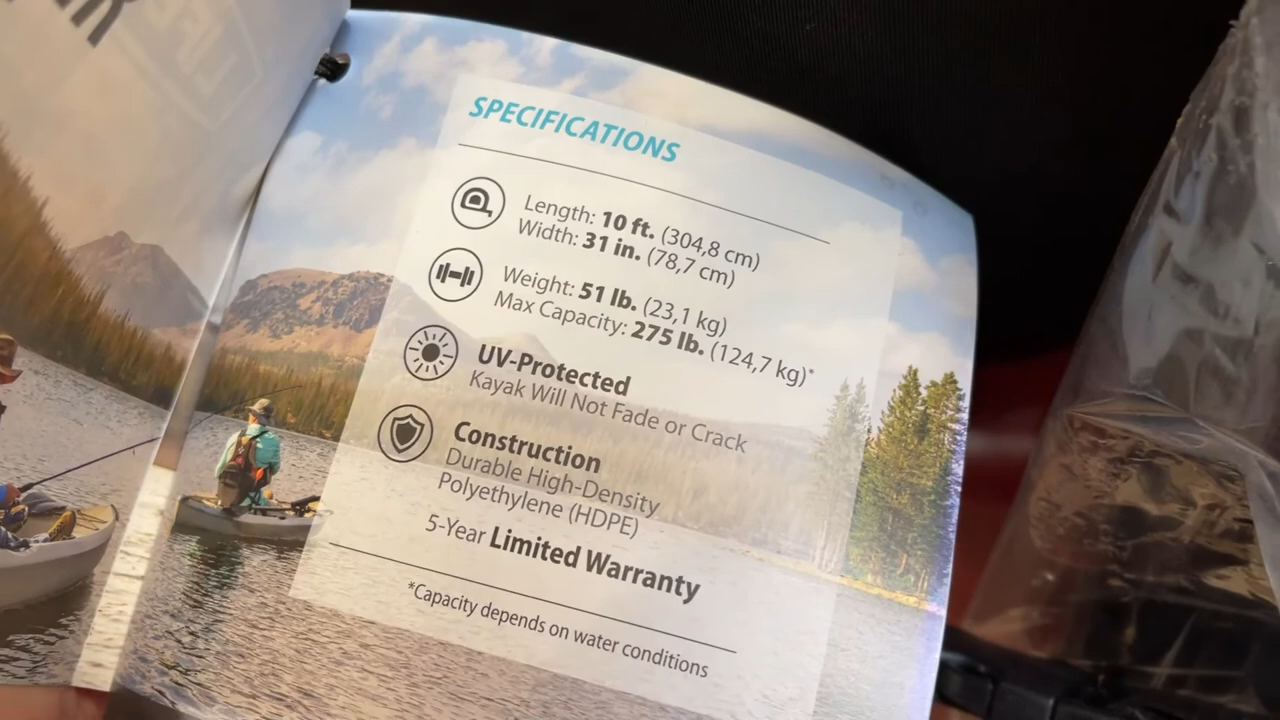 SPECIFICATIONS
Length: 10 ft. (304,8 cm)
Width: 31 in. (78,7 cm)
Weight: 51 lb. (23,1 kg)
Max Capacity: 275 lb. (124,7 kg)*
UV-Protected
Kayak Will Not Fade or Crack
Construction
Durable High-Density
Polyethylene (HDPE)
5-Year Limited Warranty
*Capacity depends on water conditions